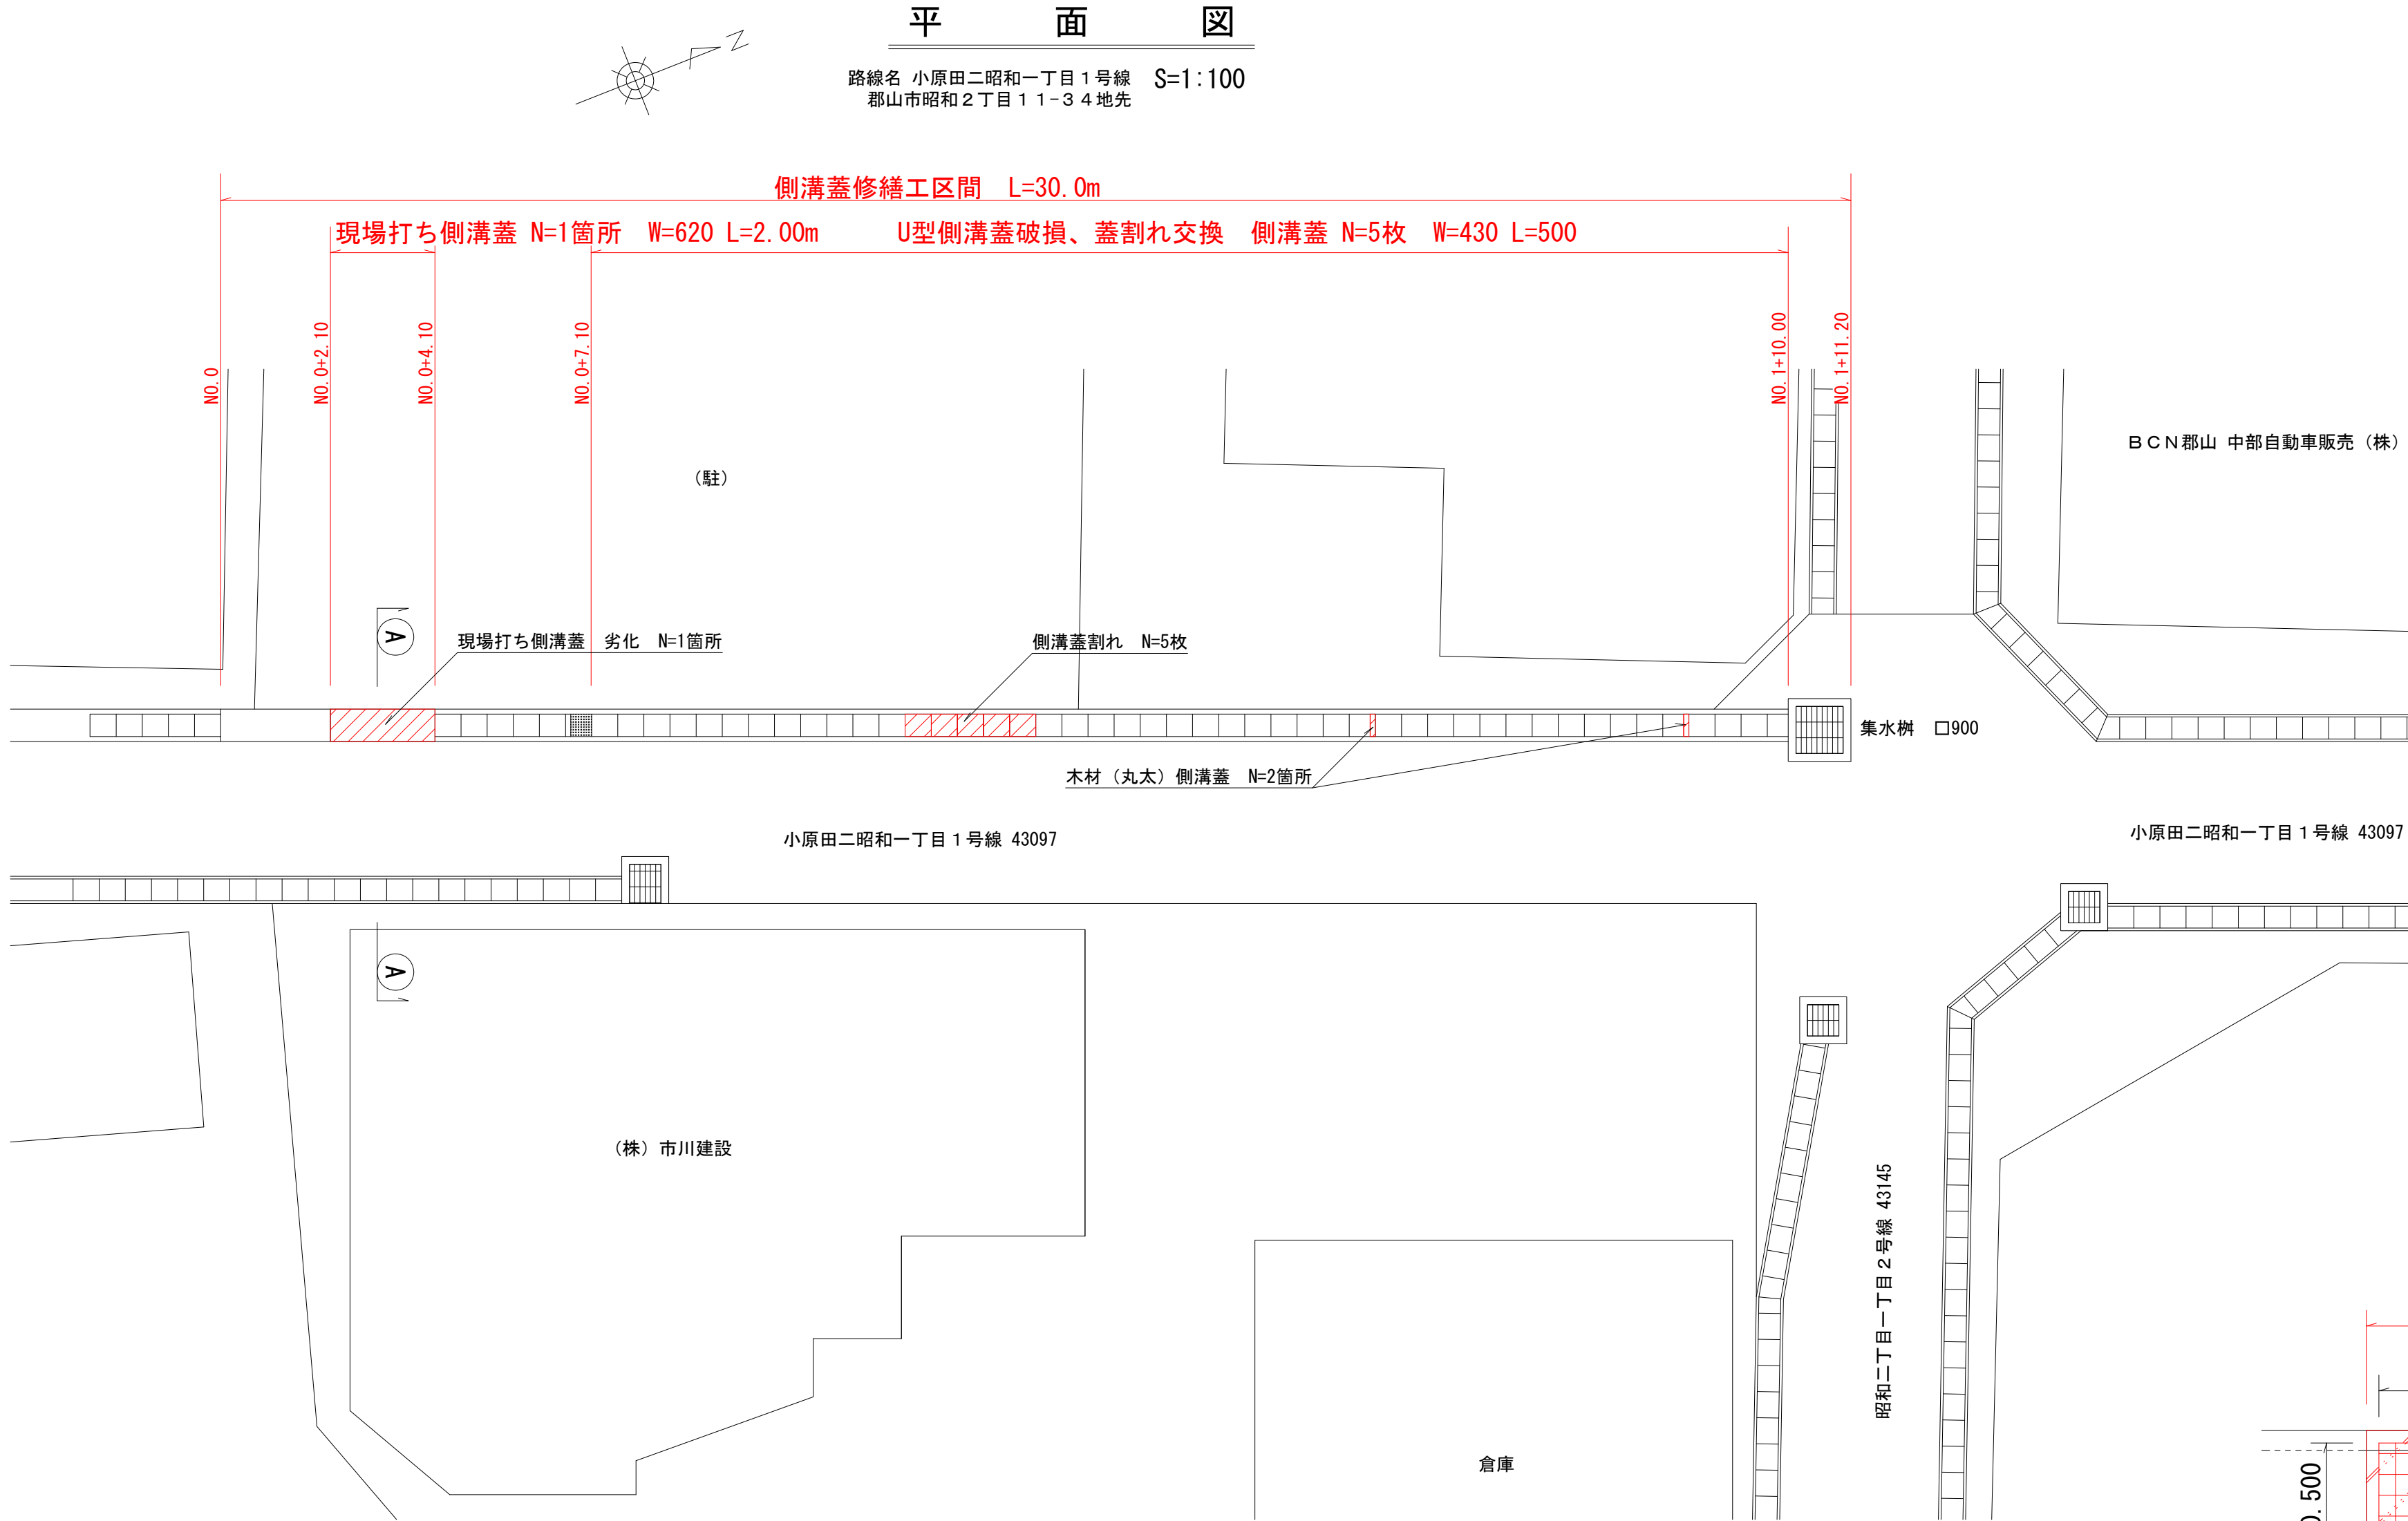 平 面 図
N
路線名 小原田二昭和一丁目１号線 S=1:100
郡山市昭和２丁目１１-３４地先
側溝蓋修繕工区間 L=30.0m
現場打ち側溝蓋 N=1箇所 W=620 L=2.00m
U型側溝蓋破損、蓋割れ交換 側溝蓋 N=5枚 W=430 L=500
NO.0
NO.0+2.10
NO.0+4.10
NO.0+7.10
NO.1+10.00
NO.1+11.20
ＢＣＮ郡山 中部自動車販売（株）
（駐）
A
現場打ち側溝蓋 劣化 N=1箇所
側溝蓋割れ N=5枚
集水桝 口900
木材（丸太）側溝蓋 N=2箇所
小原田二昭和一丁目１号線 43097
小原田二昭和一丁目１号線 43097
A
（株）市川建設
昭和二丁目一丁目２号線 43145
倉庫